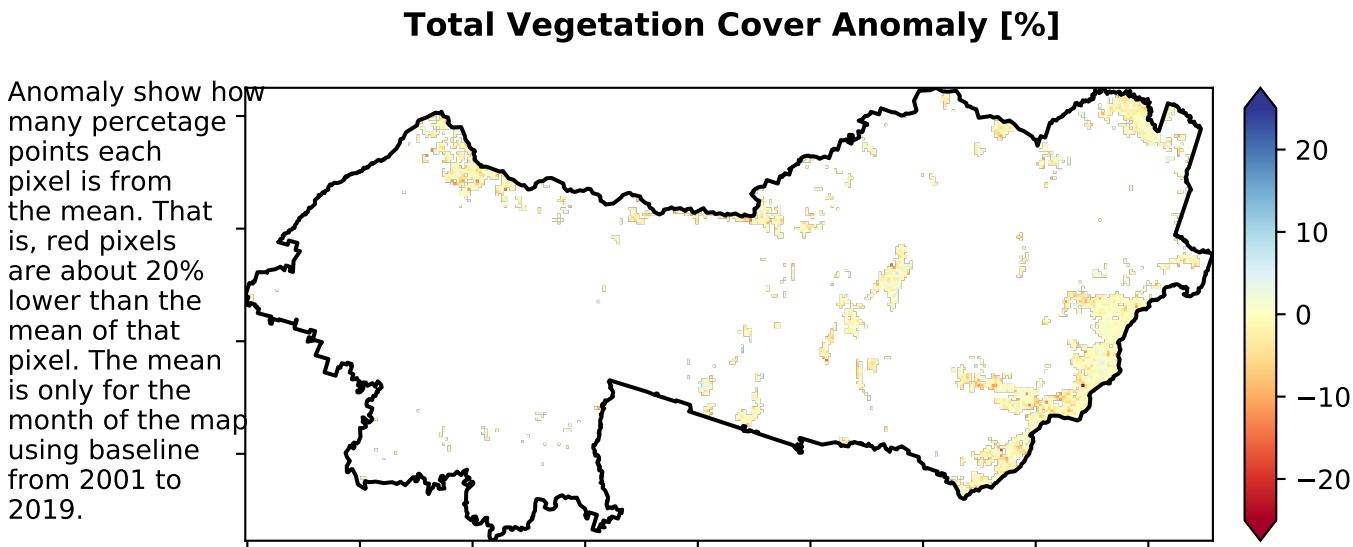 Total Vegetation Cover Anomaly [%]
Anomaly show how
many percetage
points each
pixel is from
the mean. That
is, red pixels
are about 20%
lower than the
mean of that
pixel. The mean
is only for the
month of the map
using baseline
from 2001 to
2019.
20
10
0
−10
−20